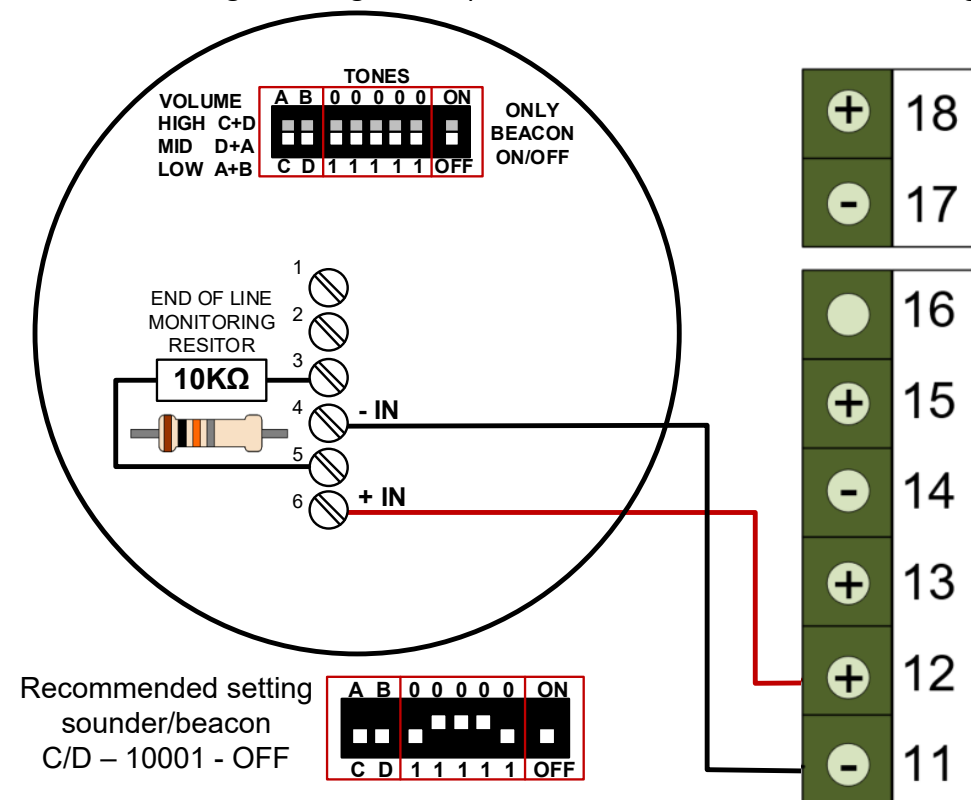 TONES
VOLUME
HIGH C+D
MID D+A
LOW A+B
A B 0 0 0 0 0 ON
C D 1 1 1 1 1 OFF
ONLY
BEACON
ON/OFF
1
END OF LINE
MONITORING
RESITOR
2
3
10KΩ
4
- IN
5
6
+ IN
+ 18
- 17
16
+ 15
- 14
+ 13
+ 12
- 11
Recommended setting
sounder/beacon
C/D – 10001 - OFF
A B 0 0 0 0 0 ON
C D 1 1 1 1 1 OFF